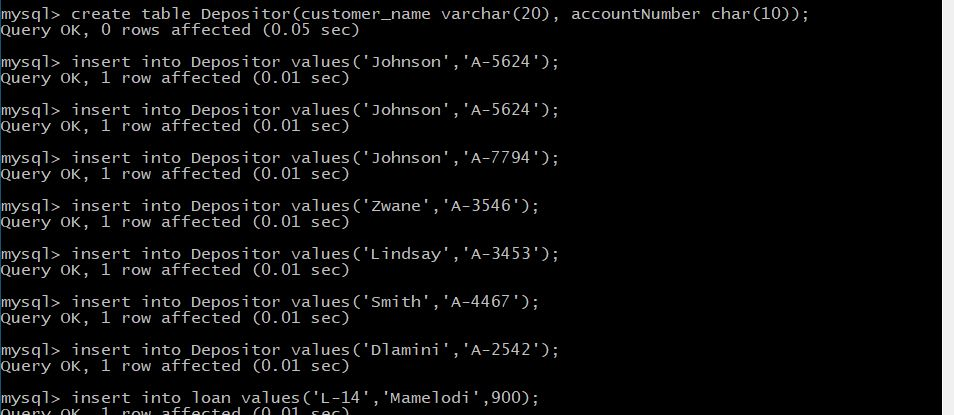 mysql> create table Depositor(customer_name varchar(20), accountNumber char(10));
Query OK, 0 rows affected (0.05 sec)
mysql> insert into Depositor values('Johnson','A-5624');
Query OK, 1 row affected (0.01 sec)
mysql> insert into Depositor values('Johnson','A-5624');
Query OK, 1 row affected (0.01 sec)
mysql> insert into Depositor values('Johnson','A-7794');
Query OK, 1 row affected (0.01 sec)
mysql> insert into Depositor values('Zwane','A-3546');
Query OK, 1 row affected (0.01 sec)
mysql> insert into Depositor values('Lindsay','A-3453');
Query OK, 1 row affected (0.01 sec)
mysql> insert into Depositor values('Smith','A-4467');
Query OK, 1 row affected (0.01 sec)
mysql> insert into Depositor values('Dlamini','A-2542');
Query OK, 1 row affected (0.01 sec)
mysql> insert into loan values('L-14','Mamelodi',900);
Query OK, 1 row affected (0.01 sec)